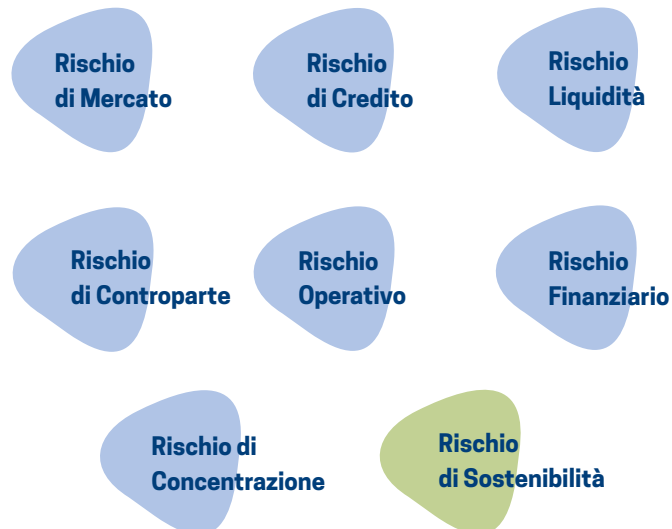 Rischio
di Mercato
Rischio
di Credito
Rischio
Liquidità
Rischio
di Controparte
Rischio
Operativo
Rischio
Finanziario
Rischio di
Concentrazione
Rischio
di Sostenibilità